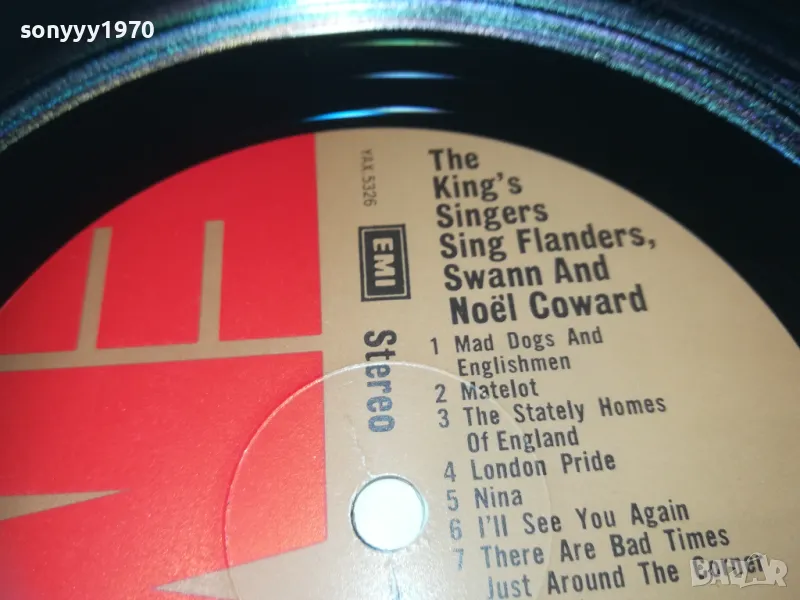 sonyyy1970
YAX 5326
EMI
Stereo
The
King's
Singers
Sing Flanders,
Swann And
Noël Coward
1 Mad Dogs And
Englishmen
2 Matelot
3 The Stately Homes
Of England
4 London Pride
5 Nina
6 I'll See You Again
7 There Are Bad Times
Just Around The Corner
BAZAR